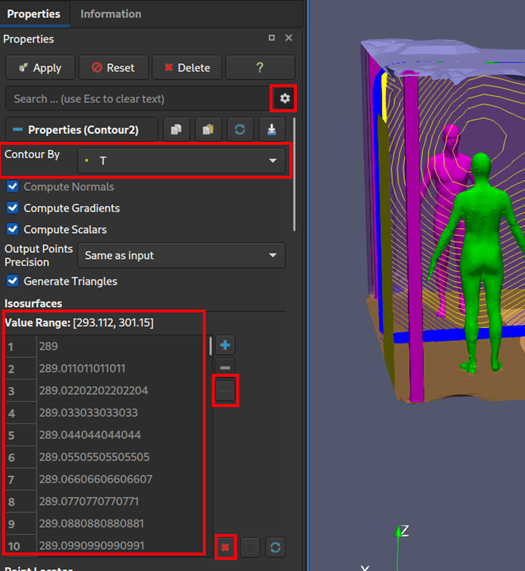 Properties Information
Properties
Apply Reset Delete ?
Search ... (use Esc to clear text)
Properties (Contour2)
Contour By T
Compute Normals
Compute Gradients
Compute Scalars
Output Points
Precision
Same as input
Generate Triangles
Isosurfaces
Value Range: [293.112, 301.15]
1 289
2 289.011011011011
3 289.02202202202204
4 289.033033033033
5 289.044044044044
6 289.05505505505505
7 289.06606606606607
8 289.0770770770771
9 289.0880880880881
10 289.0990990990991
Z